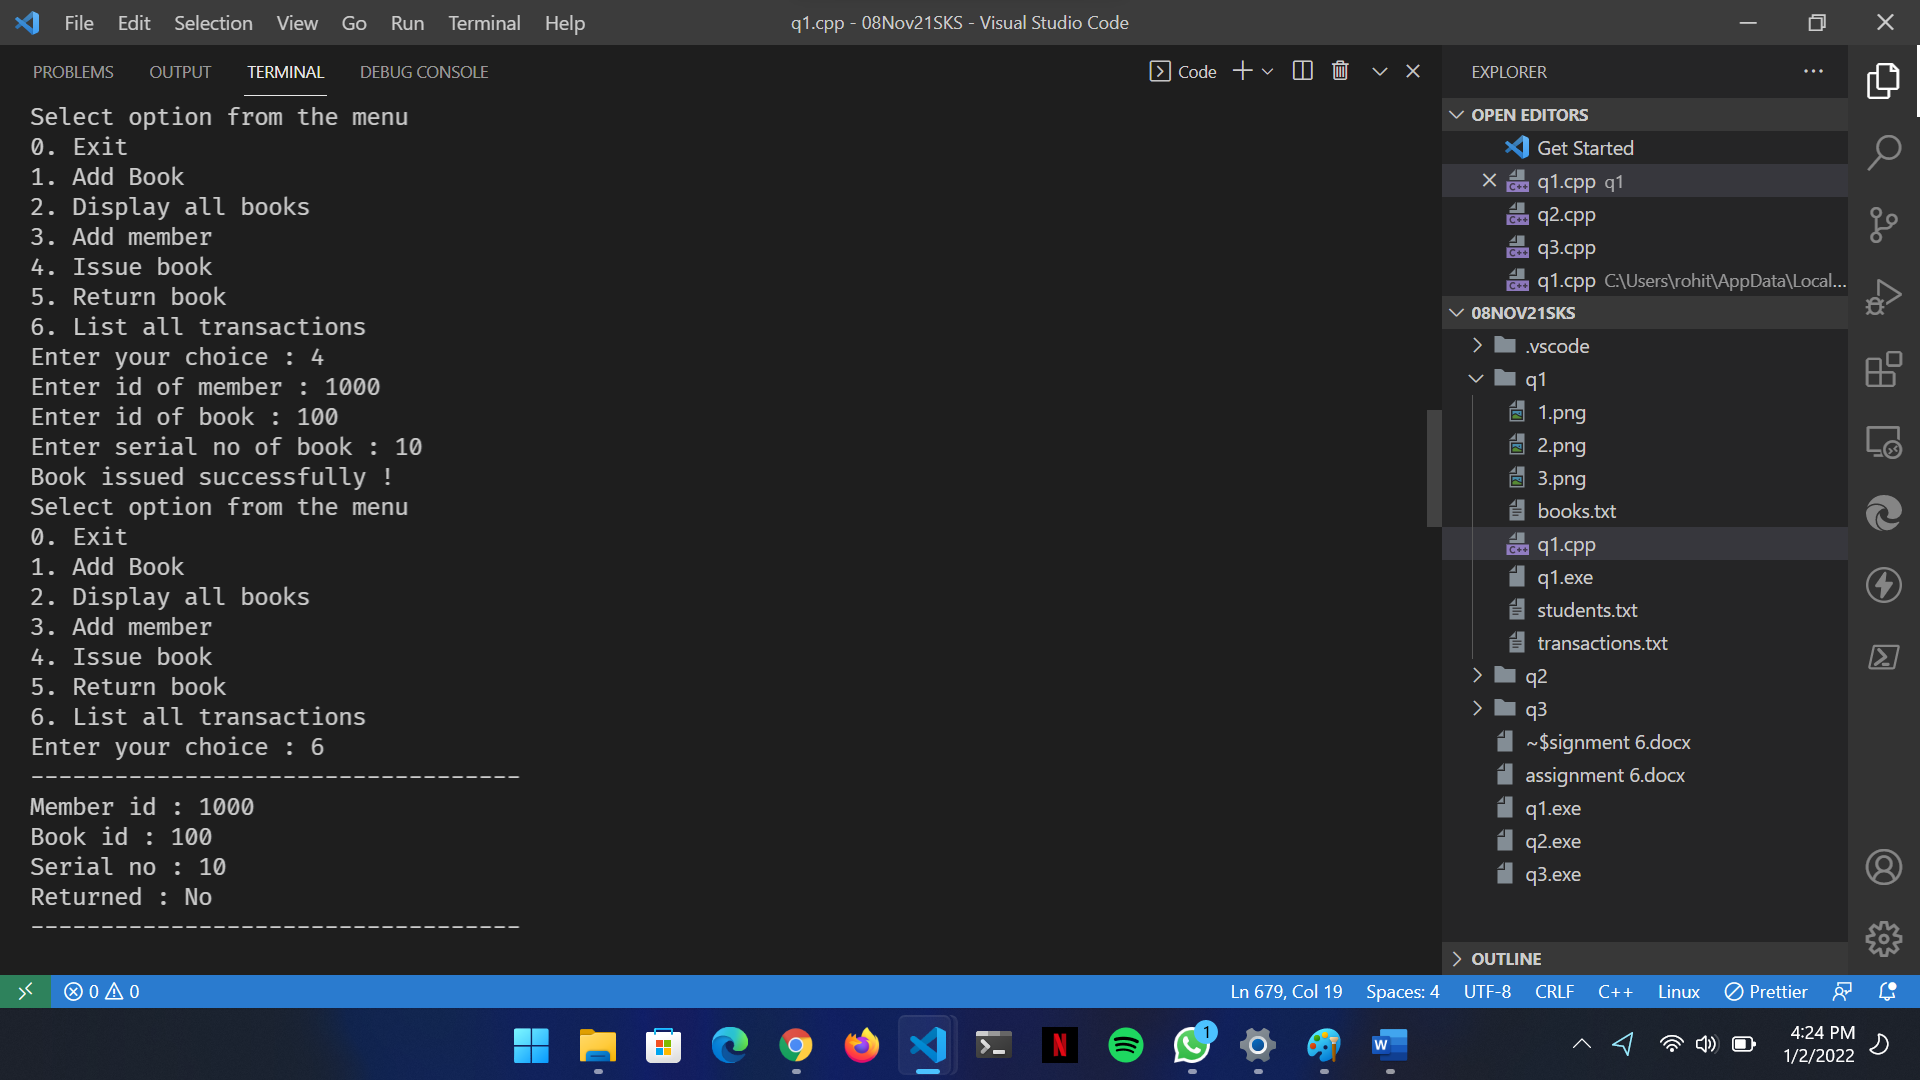 File Edit Selection View Go Run Terminal Help
q1.cpp - 08Nov21SKS - Visual Studio Code
PROBLEMS OUTPUT TERMINAL DEBUG CONSOLE
Code
Select option from the menu
0. Exit
1. Add Book
2. Display all books
3. Add member
4. Issue book
5. Return book
6. List all transactions
Enter your choice : 4
Enter id of member : 1000
Enter id of book : 100
Enter serial no of book : 10
Book issued successfully !
Select option from the menu
0. Exit
1. Add Book
2. Display all books
3. Add member
4. Issue book
5. Return book
6. List all transactions
Enter your choice : 6
-----------------------------------
Member id : 1000
Book id : 100
Serial no : 10
Returned : No
-----------------------------------
EXPLORER
OPEN EDITORS
Get Started
q1.cpp q1
q2.cpp
q3.cpp
q1.cpp C:\Users\rohit\AppData\Local...
08NOV21SKS
.vscode
q1
1.png
2.png
3.png
books.txt
q1.cpp
q1.exe
students.txt
transactions.txt
q2
q3
~$signment 6.docx
assignment 6.docx
q1.exe
q2.exe
q3.exe
OUTLINE
0 0
Ln 679, Col 19 Spaces: 4 UTF-8 CRLF C++ Linux Prettier
1
4:24 PM
1/2/2022